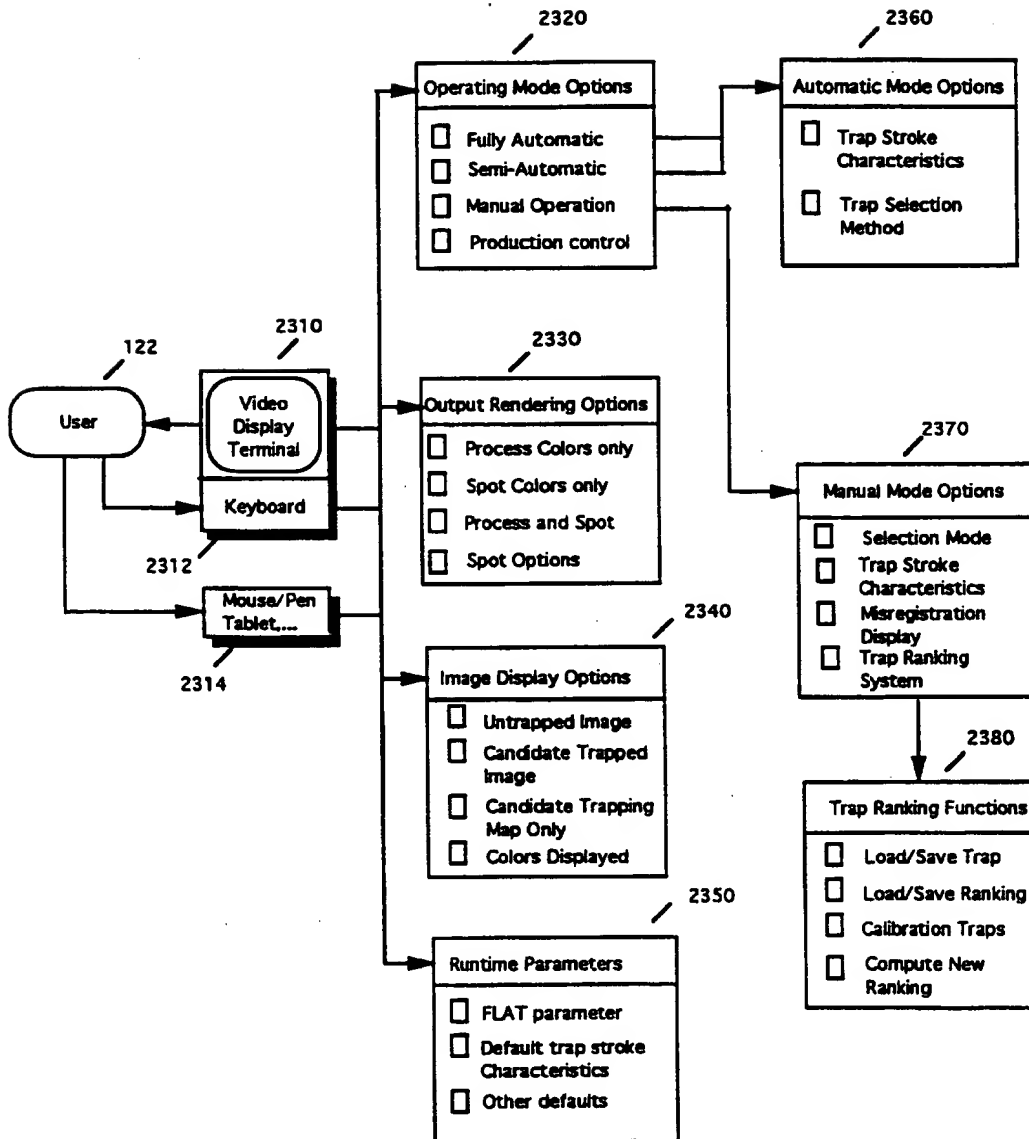 2320
2360
Operating Mode Options
Fully Automatic
Semi-Automatic
Manual Operation
Production control
Automatic Mode Options
Trap Stroke
Characteristics
Trap Selection
Method
2310
122
User
Video
Display
Terminal
Keyboard
2312
Mouse/Pen
Tablet,...
2314
2330
Output Rendering Options
Process Colors only
Spot Colors only
Process and Spot
Spot Options
2370
Manual Mode Options
Selection Mode
Trap Stroke
Characteristics
Misregistration
Display
Trap Ranking
System
2340
Image Display Options
Untrapped Image
Candidate Trapped
Image
Candidate Trapping
Map Only
Colors Displayed
2380
Trap Ranking Functions
Load/Save Trap
Load/Save Ranking
Calibration Traps
Compute New
Ranking
2350
Runtime Parameters
FLAT parameter
Default trap stroke
Characteristics
Other defaults